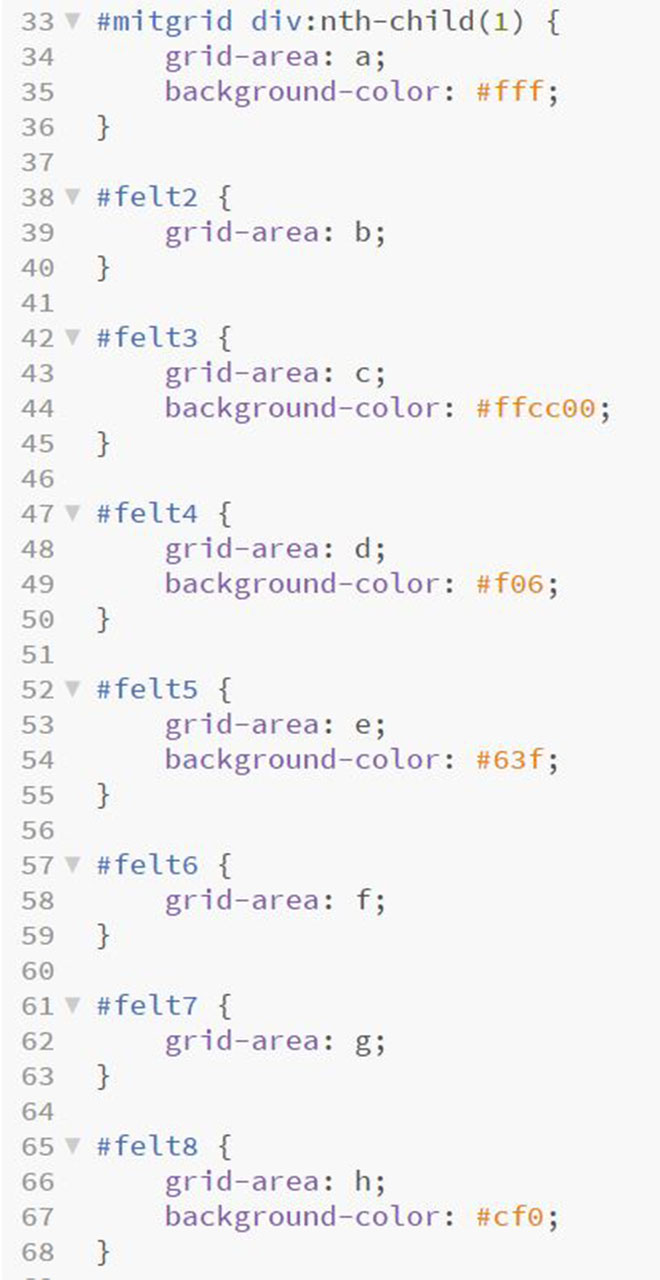 33 ▼ #mitgrid div:nth-child(1) {
34 grid-area: a;
35 background-color: #fff;
36 }
37
38 ▼ #felt2 {
39 grid-area: b;
40 }
41
42 ▼ #felt3 {
43 grid-area: c;
44 background-color: #ffcc00;
45 }
46
47 ▼ #felt4 {
48 grid-area: d;
49 background-color: #f06;
50 }
51
52 ▼ #felt5 {
53 grid-area: e;
54 background-color: #63f;
55 }
56
57 ▼ #felt6 {
58 grid-area: f;
59 }
60
61 ▼ #felt7 {
62 grid-area: g;
63 }
64
65 ▼ #felt8 {
66 grid-area: h;
67 background-color: #cf0;
68 }